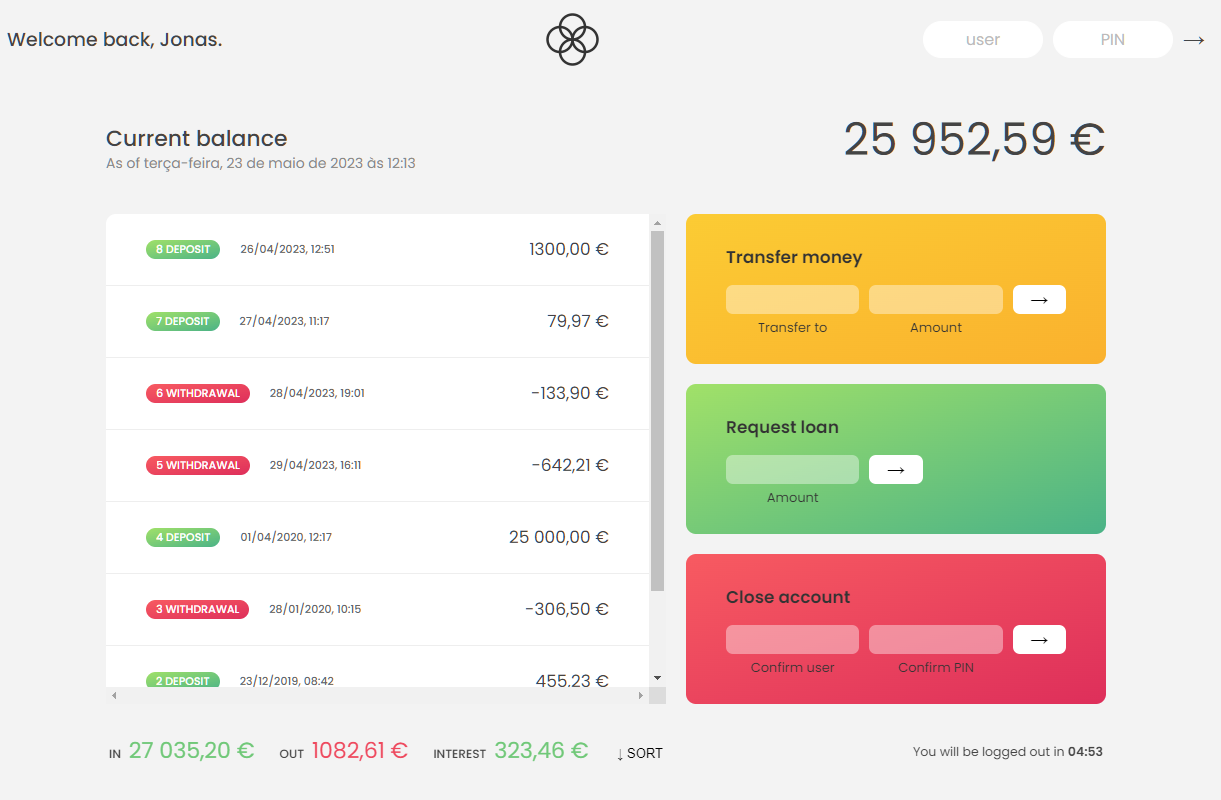 Welcome back, Jonas.
user
PIN
→
Current balance
As of terça-feira, 23 de maio de 2023 às 12:13
25 952,59 €
8 DEPOSIT 26/04/2023, 12:51 1300,00 €
7 DEPOSIT 27/04/2023, 11:17 79,97 €
6 WITHDRAWAL 28/04/2023, 19:01 -133,90 €
5 WITHDRAWAL 29/04/2023, 16:11 -642,21 €
4 DEPOSIT 01/04/2020, 12:17 25 000,00 €
3 WITHDRAWAL 28/01/2020, 10:15 -306,50 €
2 DEPOSIT 23/12/2019, 08:42 455,23 €
Transfer money
→
Transfer to Amount
Request loan
→
Amount
Close account
→
Confirm user Confirm PIN
IN 27 035,20 € OUT 1082,61 € INTEREST 323,46 € ↓ SORT
You will be logged out in 04:53